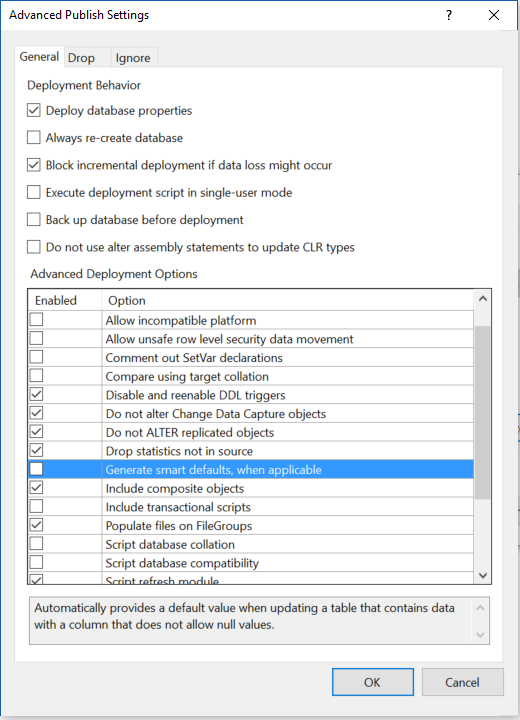 Advanced Publish Settings
General Drop Ignore
Deployment Behavior
Deploy database properties
Always re-create database
Block incremental deployment if data loss might occur
Execute deployment script in single-user mode
Back up database before deployment
Do not use alter assembly statements to update CLR types
Advanced Deployment Options
Enabled Option
Allow incompatible platform
Allow unsafe row level security data movement
Comment out SetVar declarations
Compare using target collation
Disable and reenable DDL triggers
Do not alter Change Data Capture objects
Do not ALTER replicated objects
Drop statistics not in source
Generate smart defaults, when applicable
Include composite objects
Include transactional scripts
Populate files on FileGroups
Script database collation
Script database compatibility
Script refresh module
Automatically provides a default value when updating a table that contains data
with a column that does not allow null values.
OK Cancel